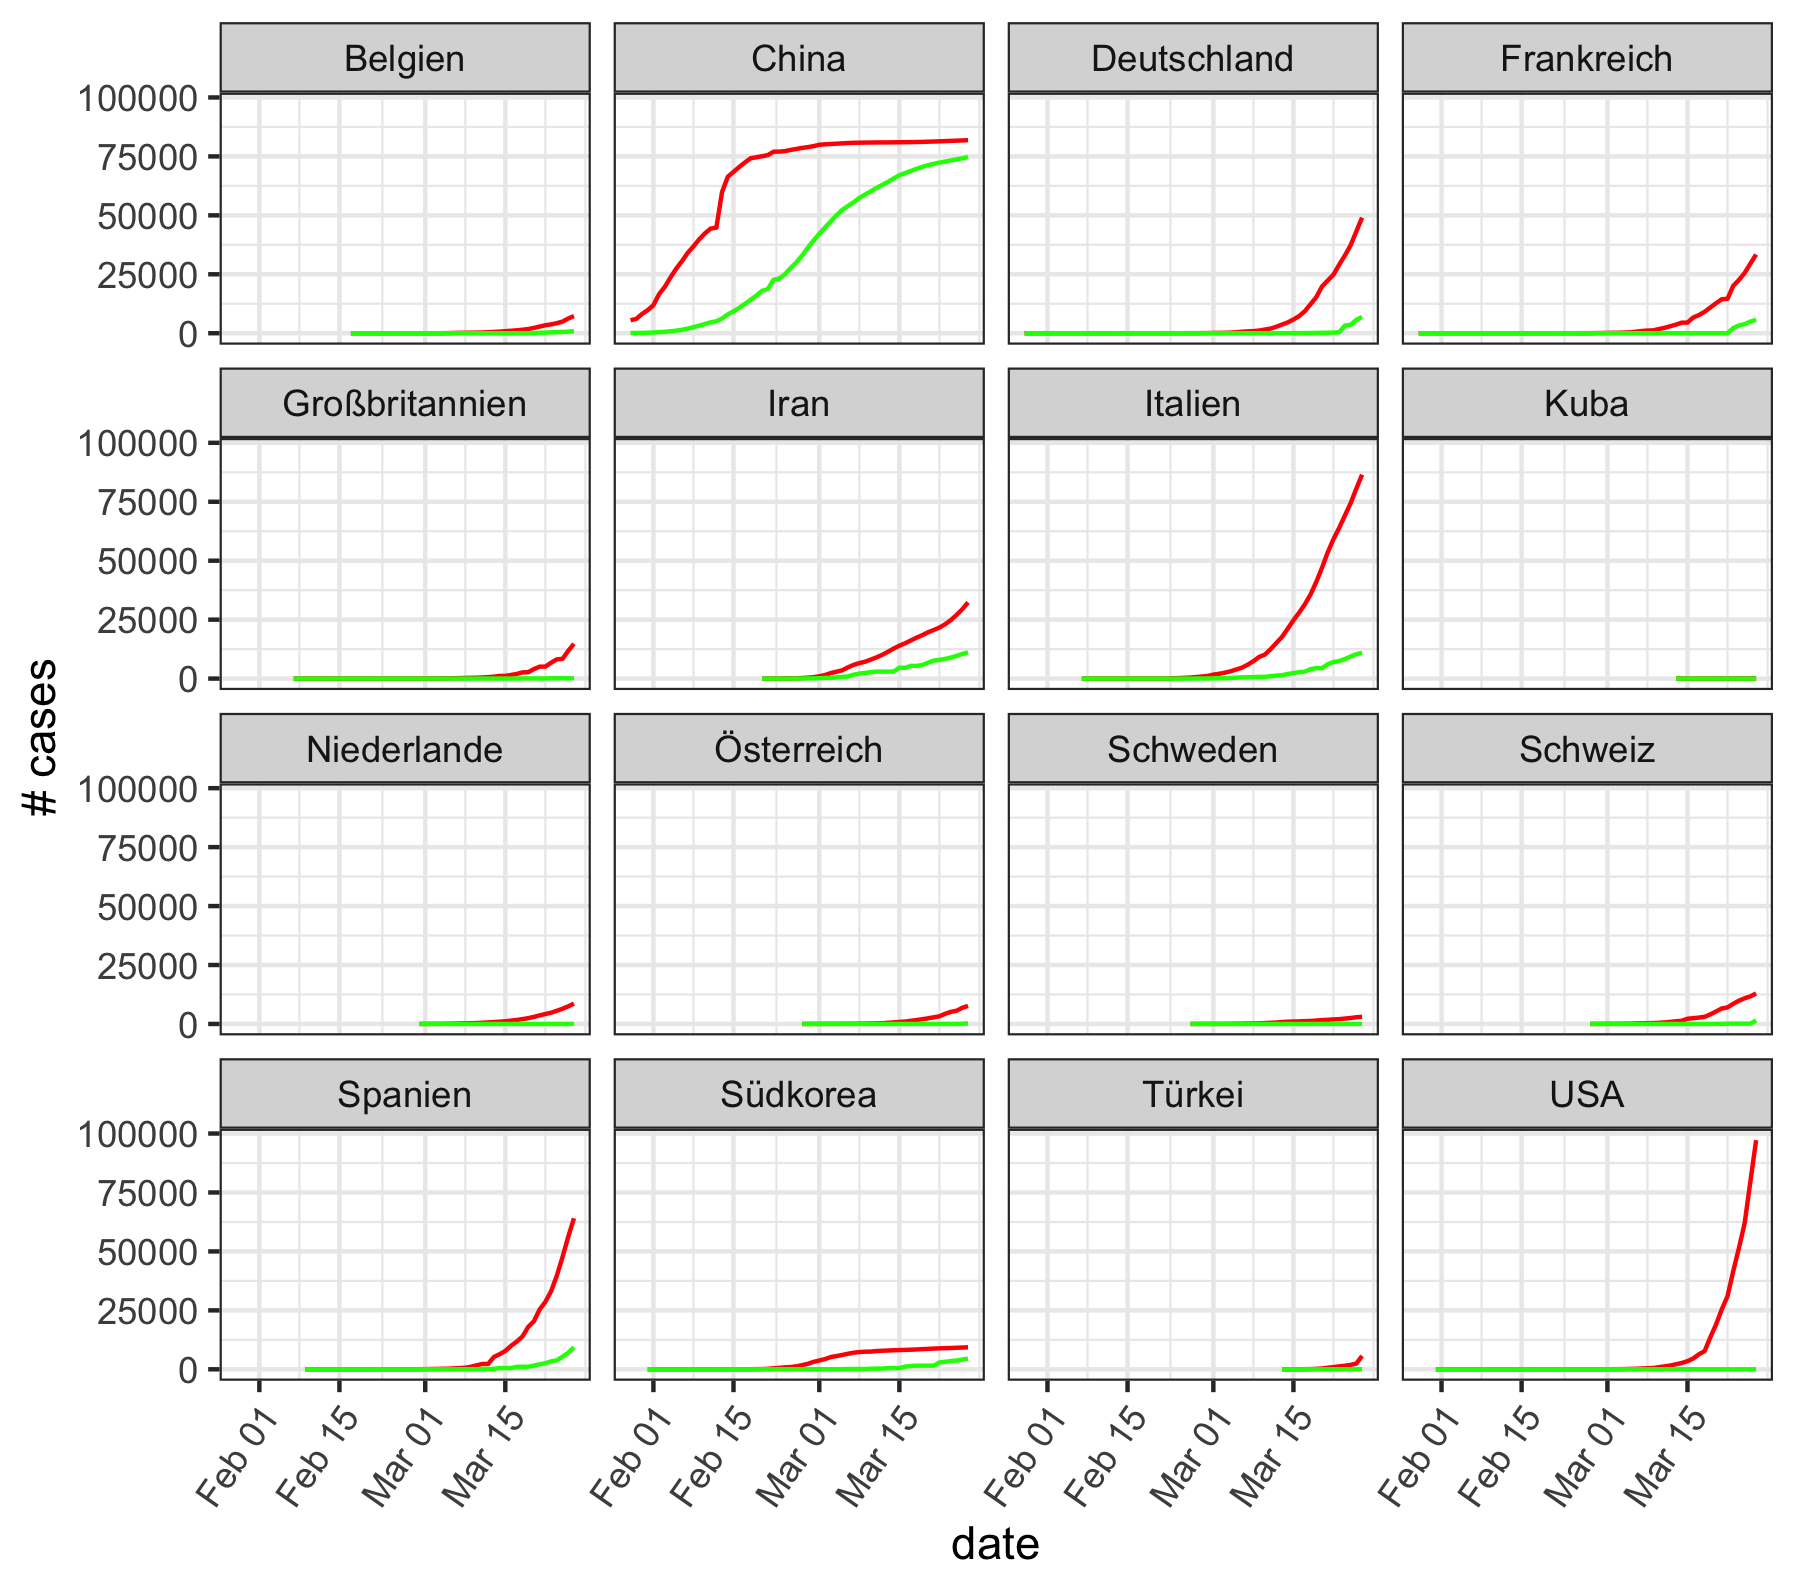 Belgien China Deutschland Frankreich
100000
75000
50000
25000
0
Großbritannien Iran Italien Kuba
100000
75000
50000
25000
0
Niederlande Österreich Schweden Schweiz
100000
75000
50000
25000
0
Spanien Südkorea Türkei USA
100000
75000
50000
25000
0
Feb 01 Feb 15 Mar 01 Mar 15 Feb 01 Feb 15 Mar 01 Mar 15 Feb 01 Feb 15 Mar 01 Mar 15 Feb 01 Feb 15 Mar 01 Mar 15
date
# cases